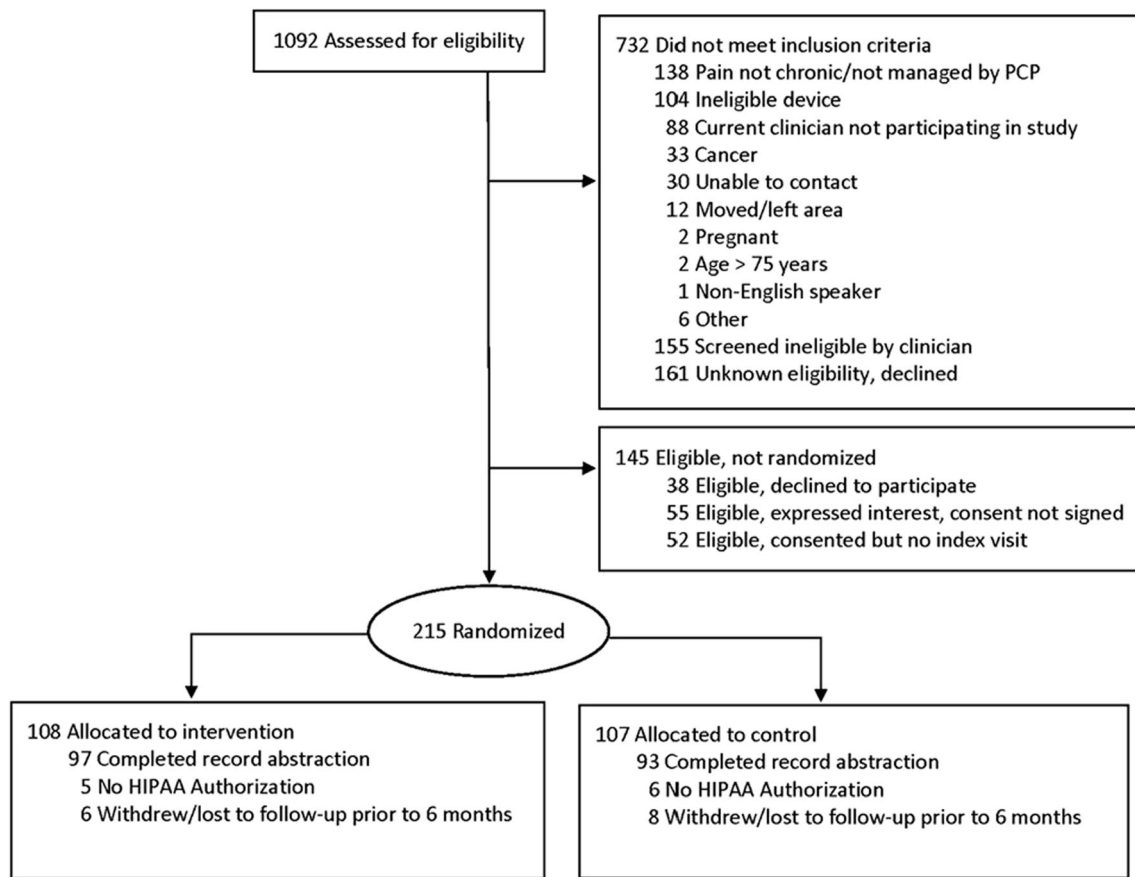 1092 Assessed for eligibility
732 Did not meet inclusion criteria
138 Pain not chronic/not managed by PCP
104 Ineligible device
88 Current clinician not participating in study
33 Cancer
30 Unable to contact
12 Moved/left area
2 Pregnant
2 Age > 75 years
1 Non-English speaker
6 Other
155 Screened ineligible by clinician
161 Unknown eligibility, declined
145 Eligible, not randomized
38 Eligible, declined to participate
55 Eligible, expressed interest, consent not signed
52 Eligible, consented but no index visit
215 Randomized
108 Allocated to intervention
97 Completed record abstraction
5 No HIPAA Authorization
6 Withdrew/lost to follow-up prior to 6 months
107 Allocated to control
93 Completed record abstraction
6 No HIPAA Authorization
8 Withdrew/lost to follow-up prior to 6 months